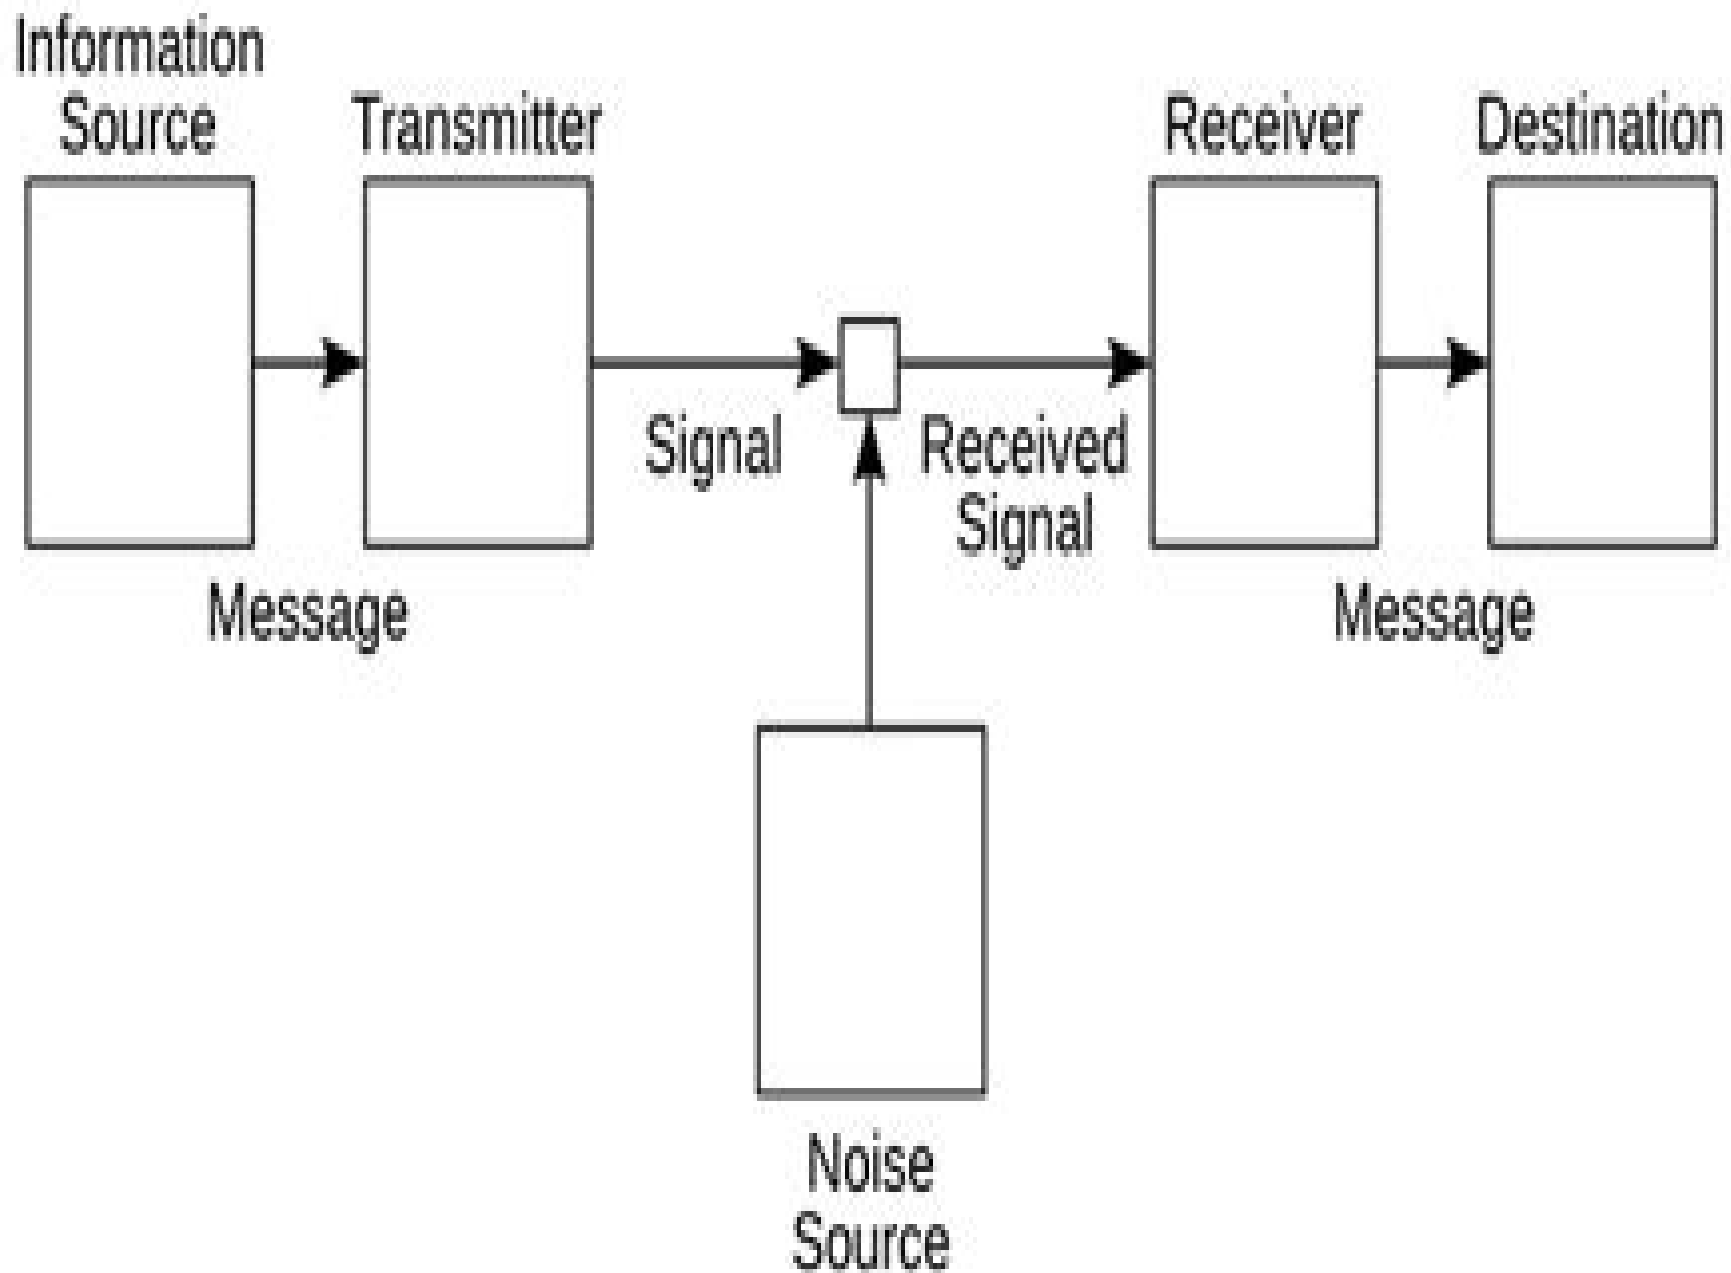 Information
Source
Transmitter
Receiver
Destination
Signal
Received
Signal
Message
Message
Noise
Source